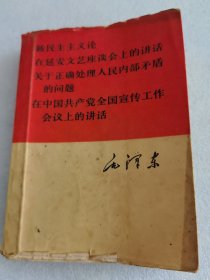 新民主主义论
在延安文艺座谈会上的讲话
关于正确处理人民内部矛盾
的问题
在中国共产党全国宣传工作
会议上的讲话
毛泽东